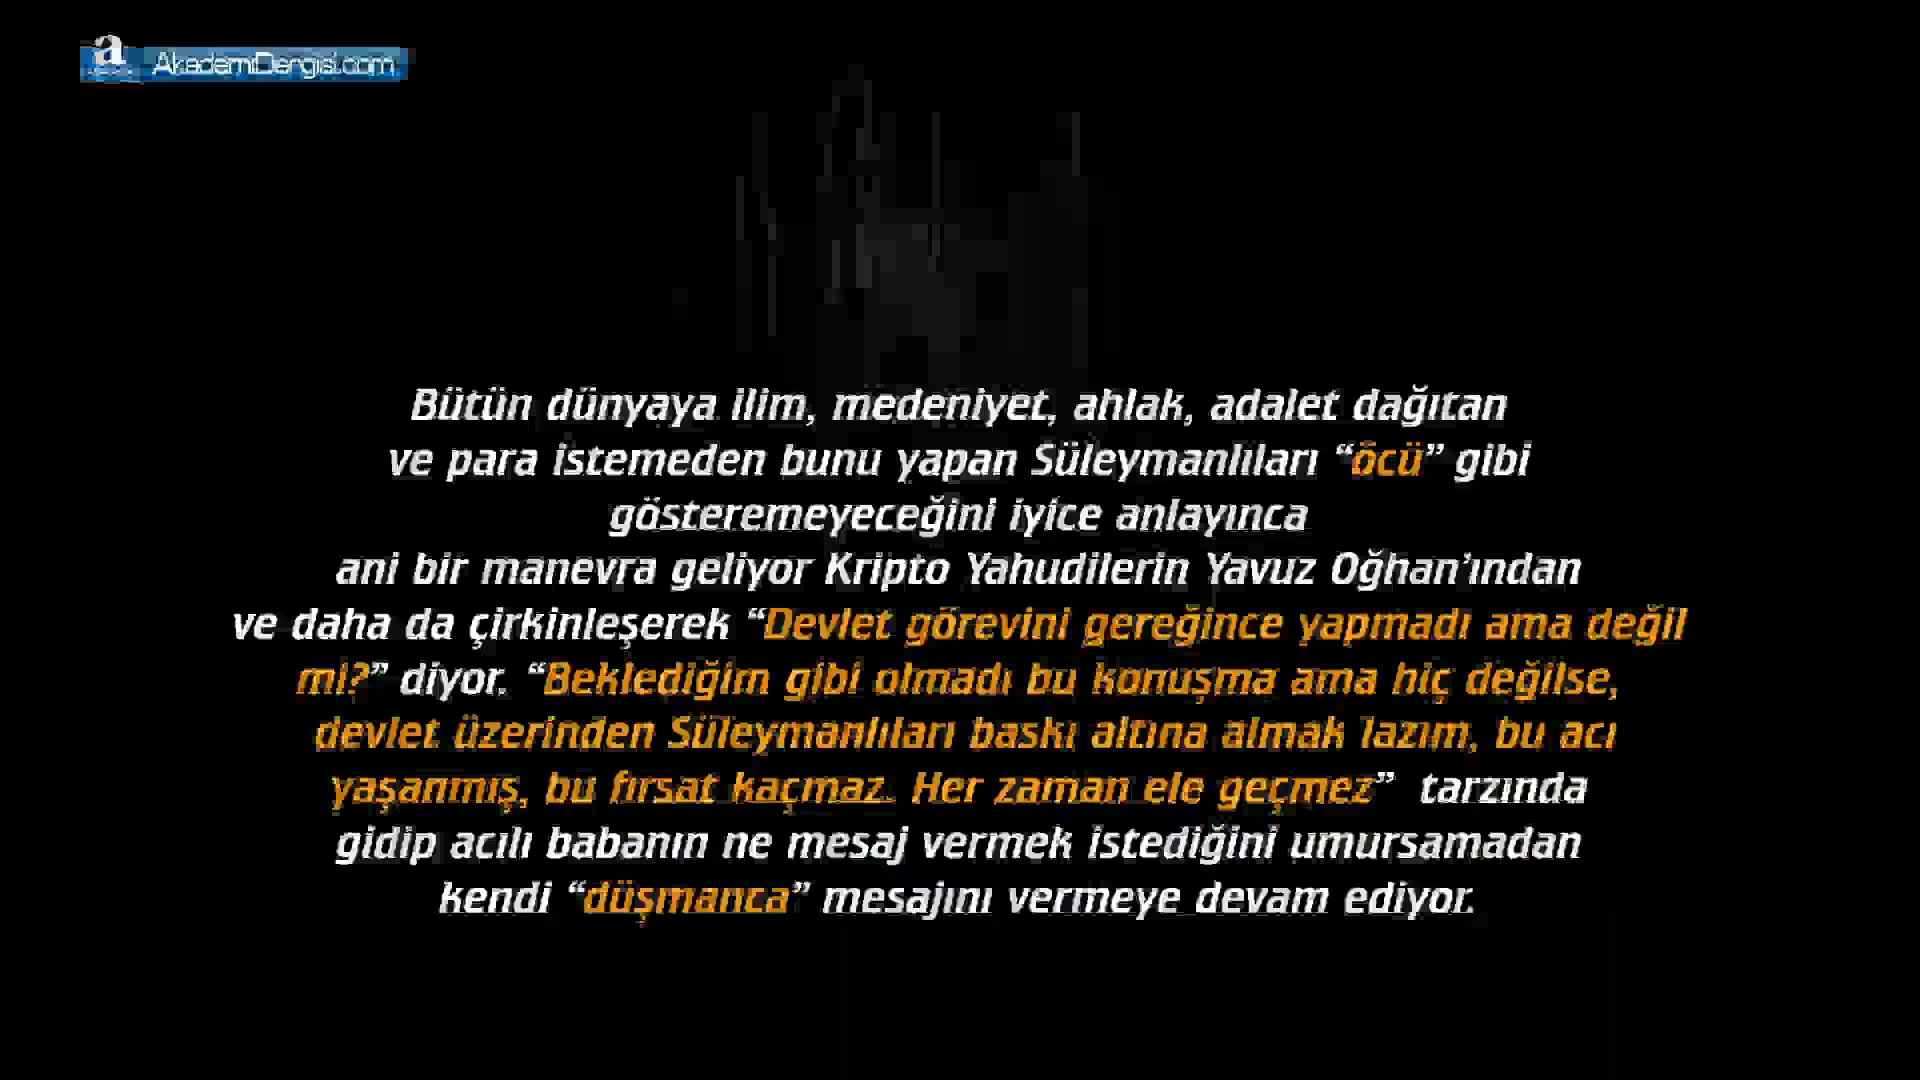 a
AkademiDergisi.com
Bütün dünyaya ilim, medeniyet, ahlak, adalet dağıtan
ve para istemeden bunu yapan Süleymanlıları “öcü” gibi
gösteremeyeceğini iyice anlayınca
ani bir manevra geliyor Kripto Yahudilerin Yavuz Oğhan’ından
ve daha da çirkinleşerek “Devlet görevini gereğince yapmadı ama değil
mi?” diyor. “Beklediğim gibi olmadı bu konuşma ama hiç değilse,
devlet üzerinden Süleymanlıları baskı altına almak lazım, bu acı
yaşanmış, bu fırsat kaçmaz. Her zaman ele geçmez” tarzında
gidip acılı babanın ne mesaj vermek istediğini umursamadan
kendi “düşmanca” mesajını vermeye devam ediyor.